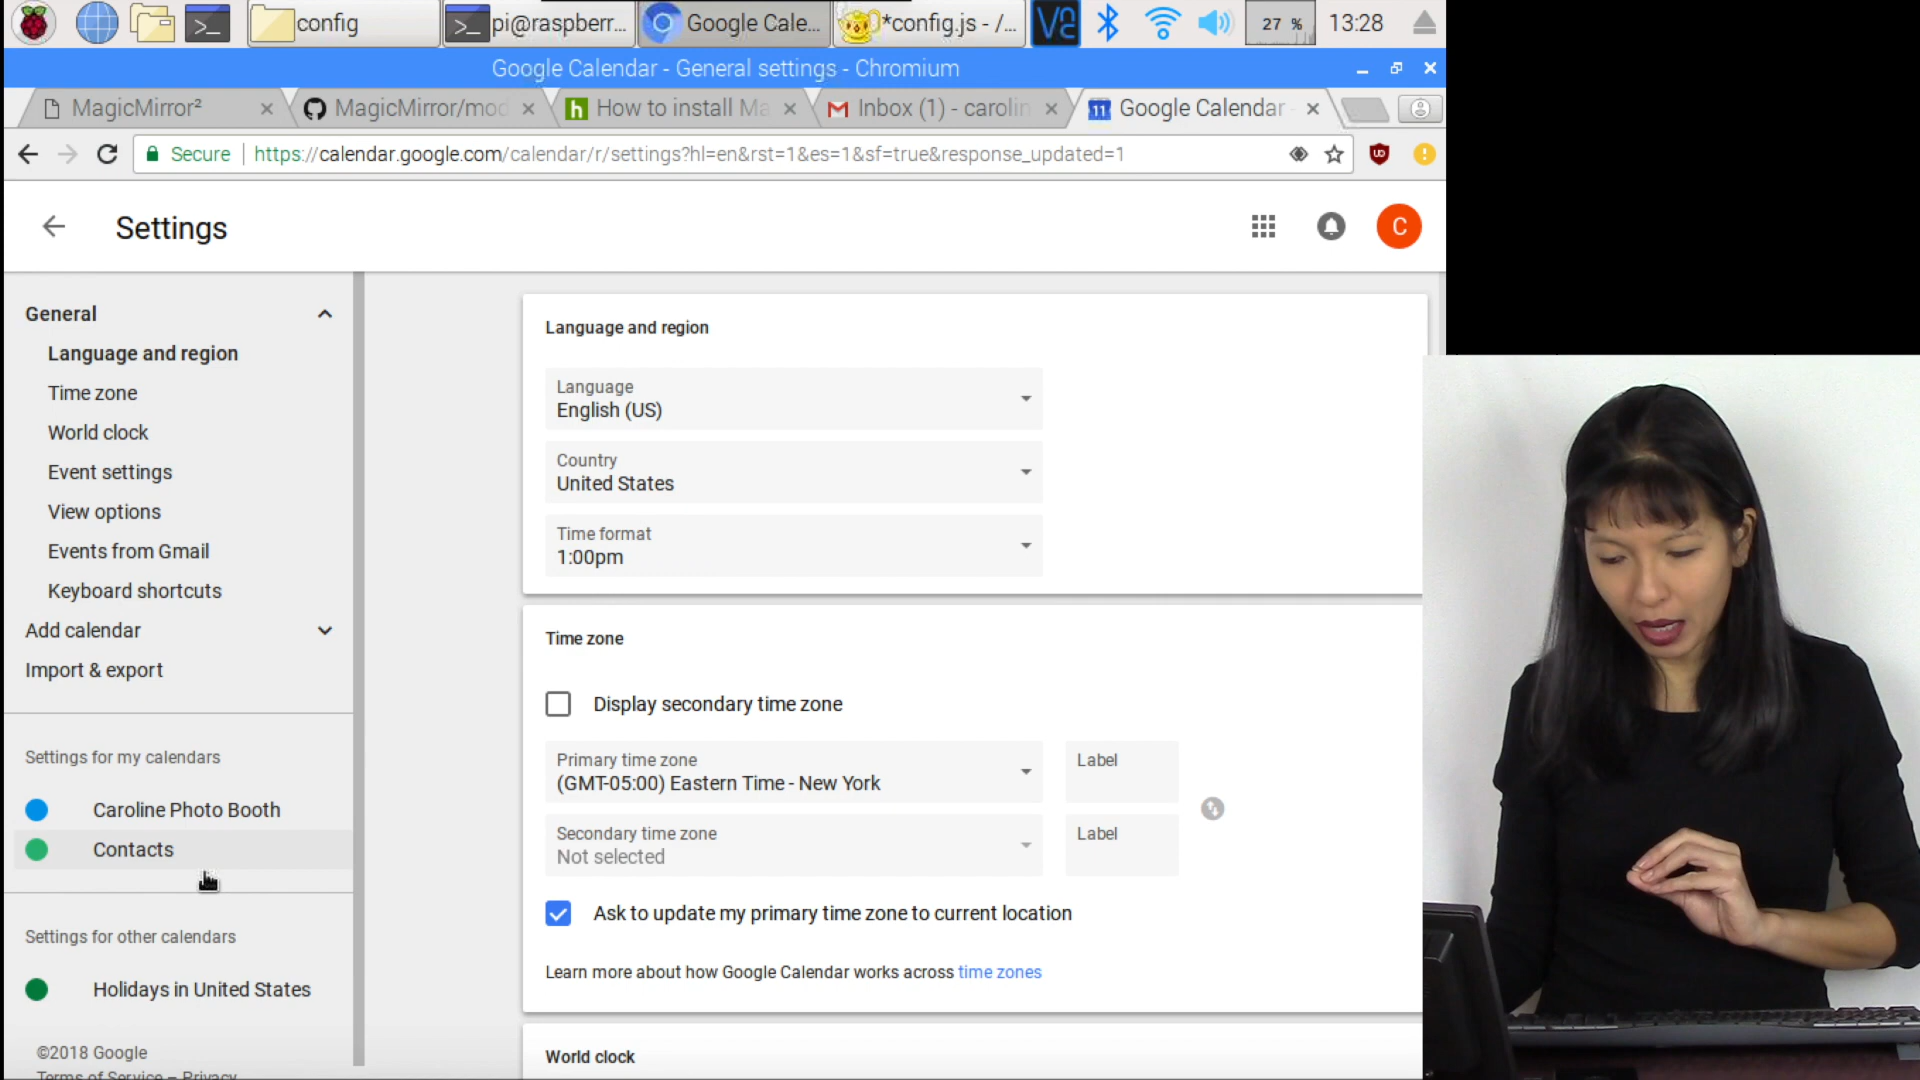 config
pi@raspberr...
Google Cale...
*config.js - /...
27 %
13:28
Google Calendar - General settings - Chromium
MagicMirror²
MagicMirror/mod
How to install Ma
Inbox (1) - carolin
11
Google Calendar -
Secure
https://calendar.google.com/calendar/r/settings?hl=en&rst=1&es=1&sf=true&response_updated=1
Settings
C
General
Language and region
Time zone
World clock
Event settings
View options
Events from Gmail
Keyboard shortcuts
Add calendar
Import & export
Settings for my calendars
Caroline Photo Booth
Contacts
Settings for other calendars
Holidays in United States
©2018 Google
Terms of Service – Privacy
Language and region
Language
English (US)
Country
United States
Time format
1:00pm
Time zone
Display secondary time zone
Primary time zone
(GMT-05:00) Eastern Time - New York
Label
Secondary time zone
Not selected
Label
Ask to update my primary time zone to current location
Learn more about how Google Calendar works across time zones
World clock